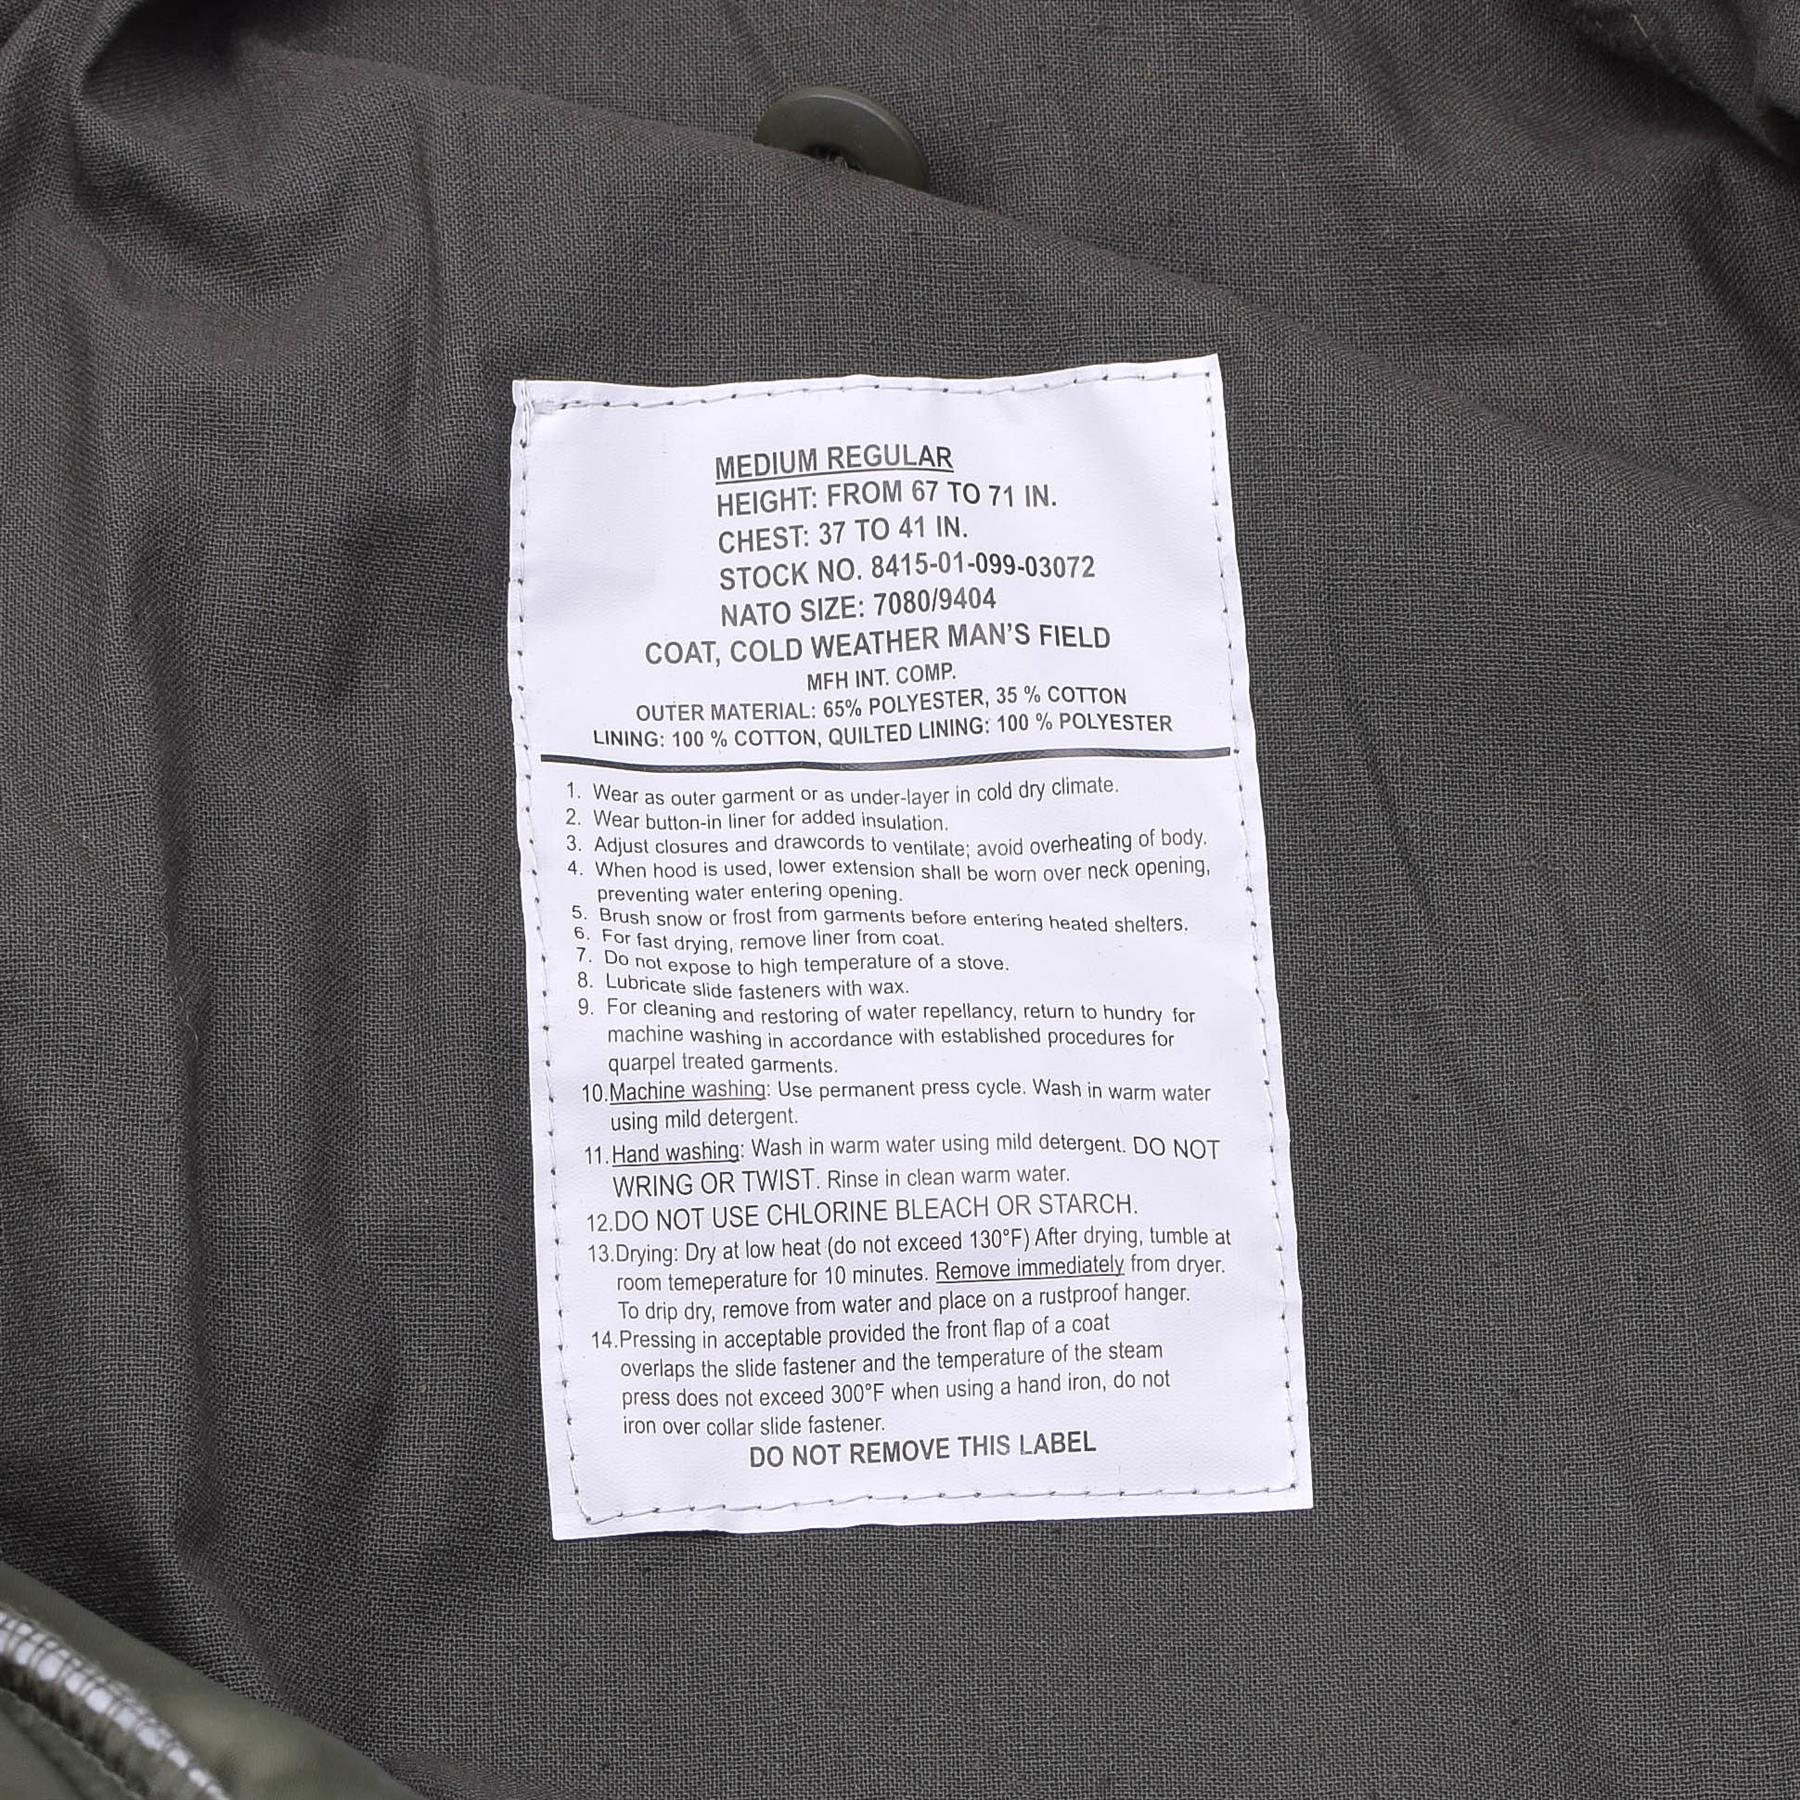 MEDIUM REGULAR
HEIGHT: FROM 67 TO 71 IN.
CHEST: 37 TO 41 IN.
STOCK NO. 8415-01-099-03072
NATO SIZE: 7080/9404
COAT, COLD WEATHER MAN'S FIELD
MFH INT. COMP.
OUTER MATERIAL: 65% POLYESTER, 35 % COTTON
LINING: 100 % COTTON, QUILTED LINING: 100 % POLYESTER
1. Wear as outer garment or as under-layer in cold dry climate.
2. Wear button-in liner for added insulation.
3. Adjust closures and drawcords to ventilate; avoid overheating of body.
4. When hood is used, lower extension shall be worn over neck opening,
preventing water entering opening.
5. Brush snow or frost from garments before entering heated shelters.
6. For fast drying, remove liner from coat.
7. Do not expose to high temperature of a stove.
8. Lubricate slide fasteners with wax.
9. For cleaning and restoring of water repellancy, return to hundry for
machine washing in accordance with established procedures for
quarpel treated garments.
10.Machine washing: Use permanent press cycle. Wash in warm water
using mild detergent.
11.Hand washing: Wash in warm water using mild detergent. DO NOT
WRING OR TWIST. Rinse in clean warm water.
12.DO NOT USE CHLORINE BLEACH OR STARCH.
13.Drying: Dry at low heat (do not exceed 130°F) After drying, tumble at
room temeperature for 10 minutes. Remove immediately from dryer.
To drip dry, remove from water and place on a rustproof hanger.
14.Pressing in acceptable provided the front flap of a coat
overlaps the slide fastener and the temperature of the steam
press does not exceed 300°F when using a hand iron, do not
iron over collar slide fastener.
DO NOT REMOVE THIS LABEL